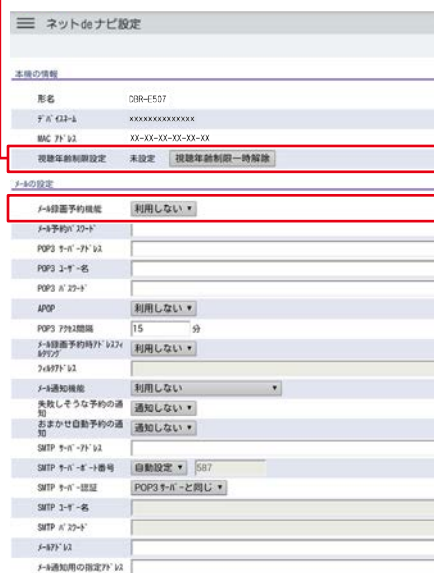 ネットdeナビ設定
本機の情報
形名 DBR-E507
ﾃﾞﾊﾞｲｽﾈｰﾑ xxxxxxxxxxxxxx
MAC ｱﾄﾞﾚｽ XX-XX-XX-XX-XX-XX
視聴年齢制限設定 未設定 視聴年齢制限一時解除
ﾒｰﾙの設定
ﾒｰﾙ録画予約機能 利用しない ▼
ﾒｰﾙ予約ﾊﾟｽﾜｰﾄﾞ
POP3 ｻｰﾊﾞｰｱﾄﾞﾚｽ
POP3 ﾕｰｻﾞｰ名
POP3 ﾊﾟｽﾜｰﾄﾞ
APOP 利用しない ▼
POP3 ｱｸｾｽ間隔 15 分
ﾒｰﾙ録画予約時ｱﾄﾞﾚｽﾌｨ
ﾙﾀﾘﾝｸﾞ 利用しない ▼
ﾌｨﾙﾀｱﾄﾞﾚｽ
ﾒｰﾙ通知機能 利用しない ▼
失敗しそうな予約の通
知 通知しない ▼
おまかせ自動予約の通
知 通知しない ▼
SMTP ｻｰﾊﾞｰｱﾄﾞﾚｽ
SMTP ｻｰﾊﾞｰﾎﾟｰﾄ番号 自動設定 ▼ 587
SMTP ｻｰﾊﾞｰ認証 POP3 ｻｰﾊﾞｰと同じ ▼
SMTP ﾕｰｻﾞｰ名
SMTP ﾊﾟｽﾜｰﾄﾞ
ﾒｰﾙｱﾄﾞﾚｽ
ﾒｰﾙ通知用の指定ｱﾄﾞﾚｽ